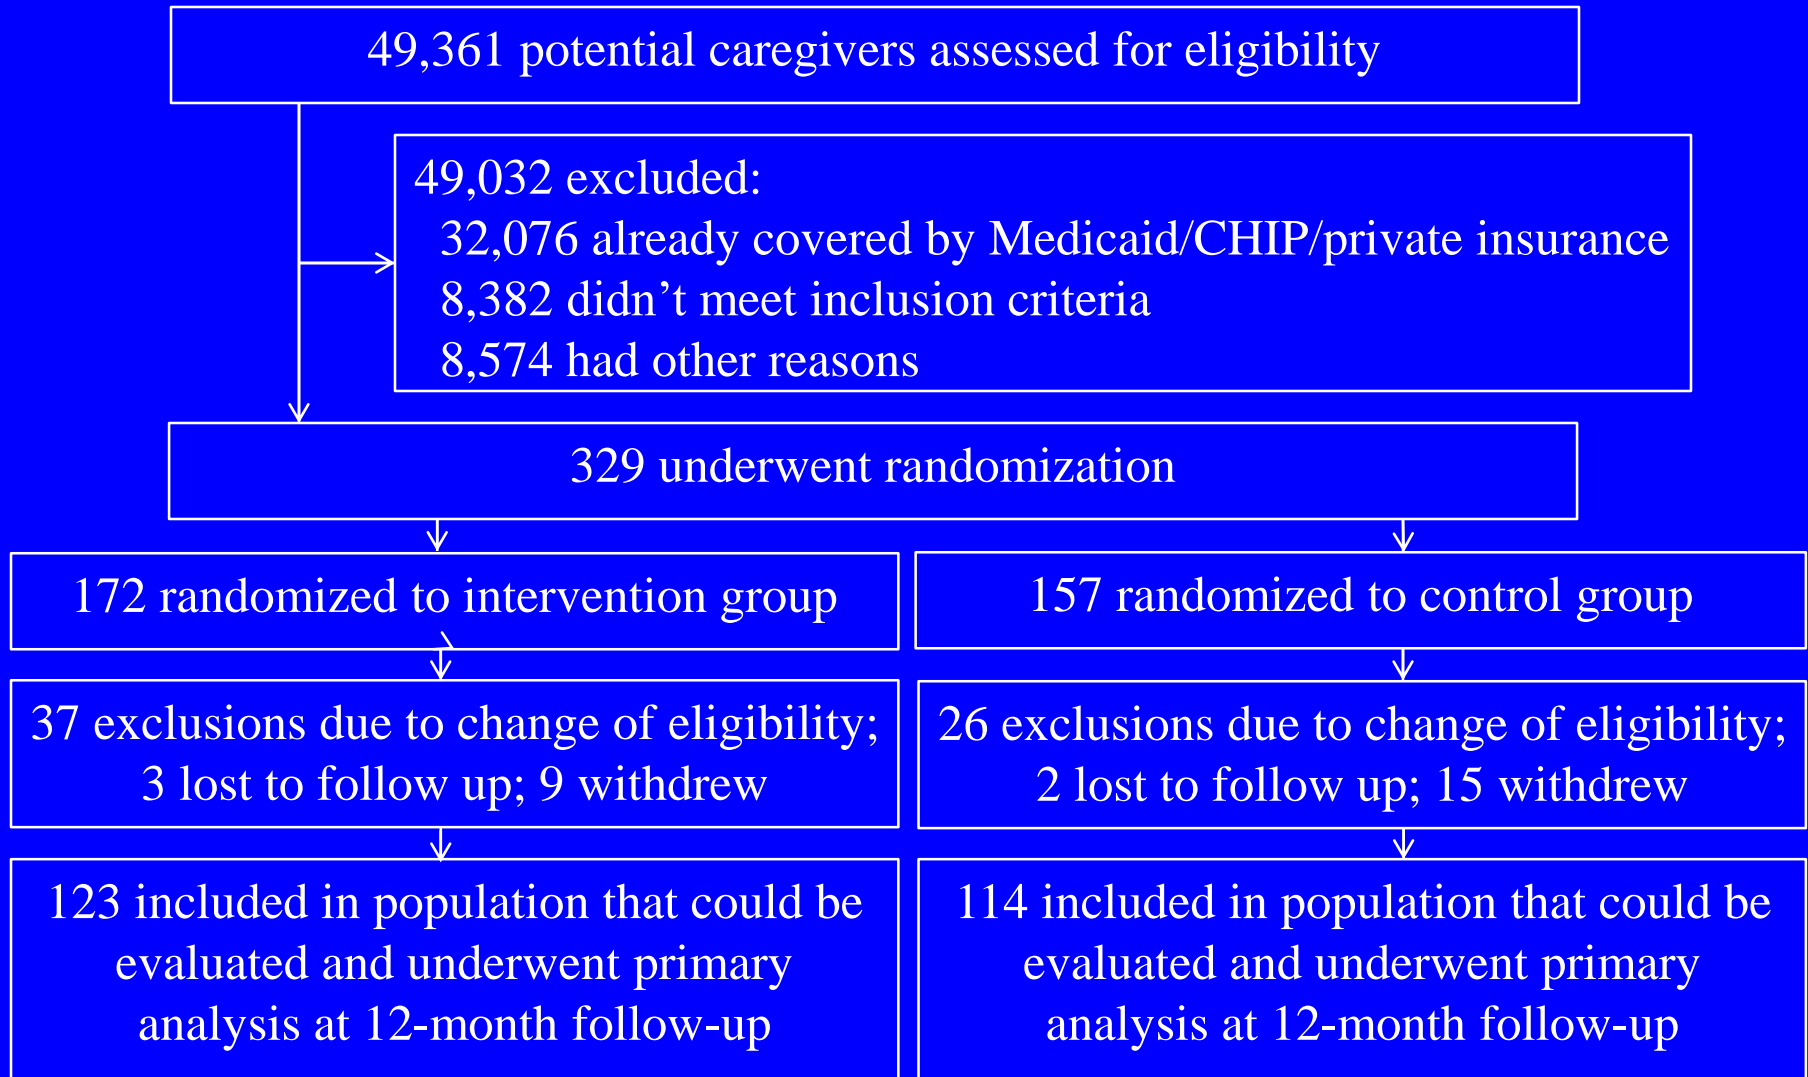 49,361 potential caregivers assessed for eligibility
49,032 excluded:
32,076 already covered by Medicaid/CHIP/private insurance
8,382 didn’t meet inclusion criteria
8,574 had other reasons
329 underwent randomization
172 randomized to intervention group
157 randomized to control group
37 exclusions due to change of eligibility;
3 lost to follow up; 9 withdrew
26 exclusions due to change of eligibility;
2 lost to follow up; 15 withdrew
123 included in population that could be
evaluated and underwent primary
analysis at 12-month follow-up
114 included in population that could be
evaluated and underwent primary
analysis at 12-month follow-up